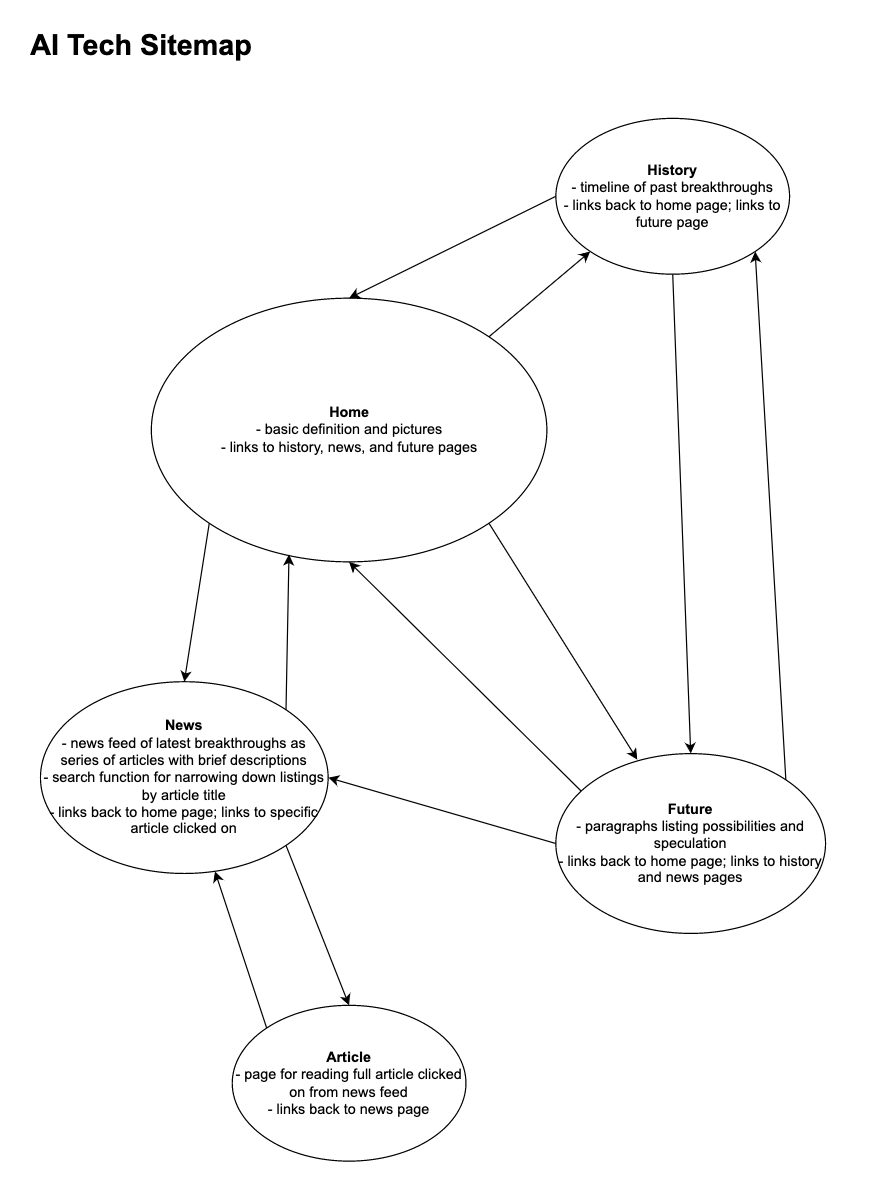 AI Tech Sitemap
History
- timeline of past breakthroughs
- links back to home page; links to
future page
Home
- basic definition and pictures
- links to history, news, and future pages
News
- news feed of latest breakthroughs as
series of articles with brief descriptions
- search function for narrowing down listings
by article title
- links back to home page; links to specific
article clicked on
Future
- paragraphs listing possibilities and
speculation
- links back to home page; links to history
and news pages
Article
- page for reading full article clicked
on from news feed
- links back to news page